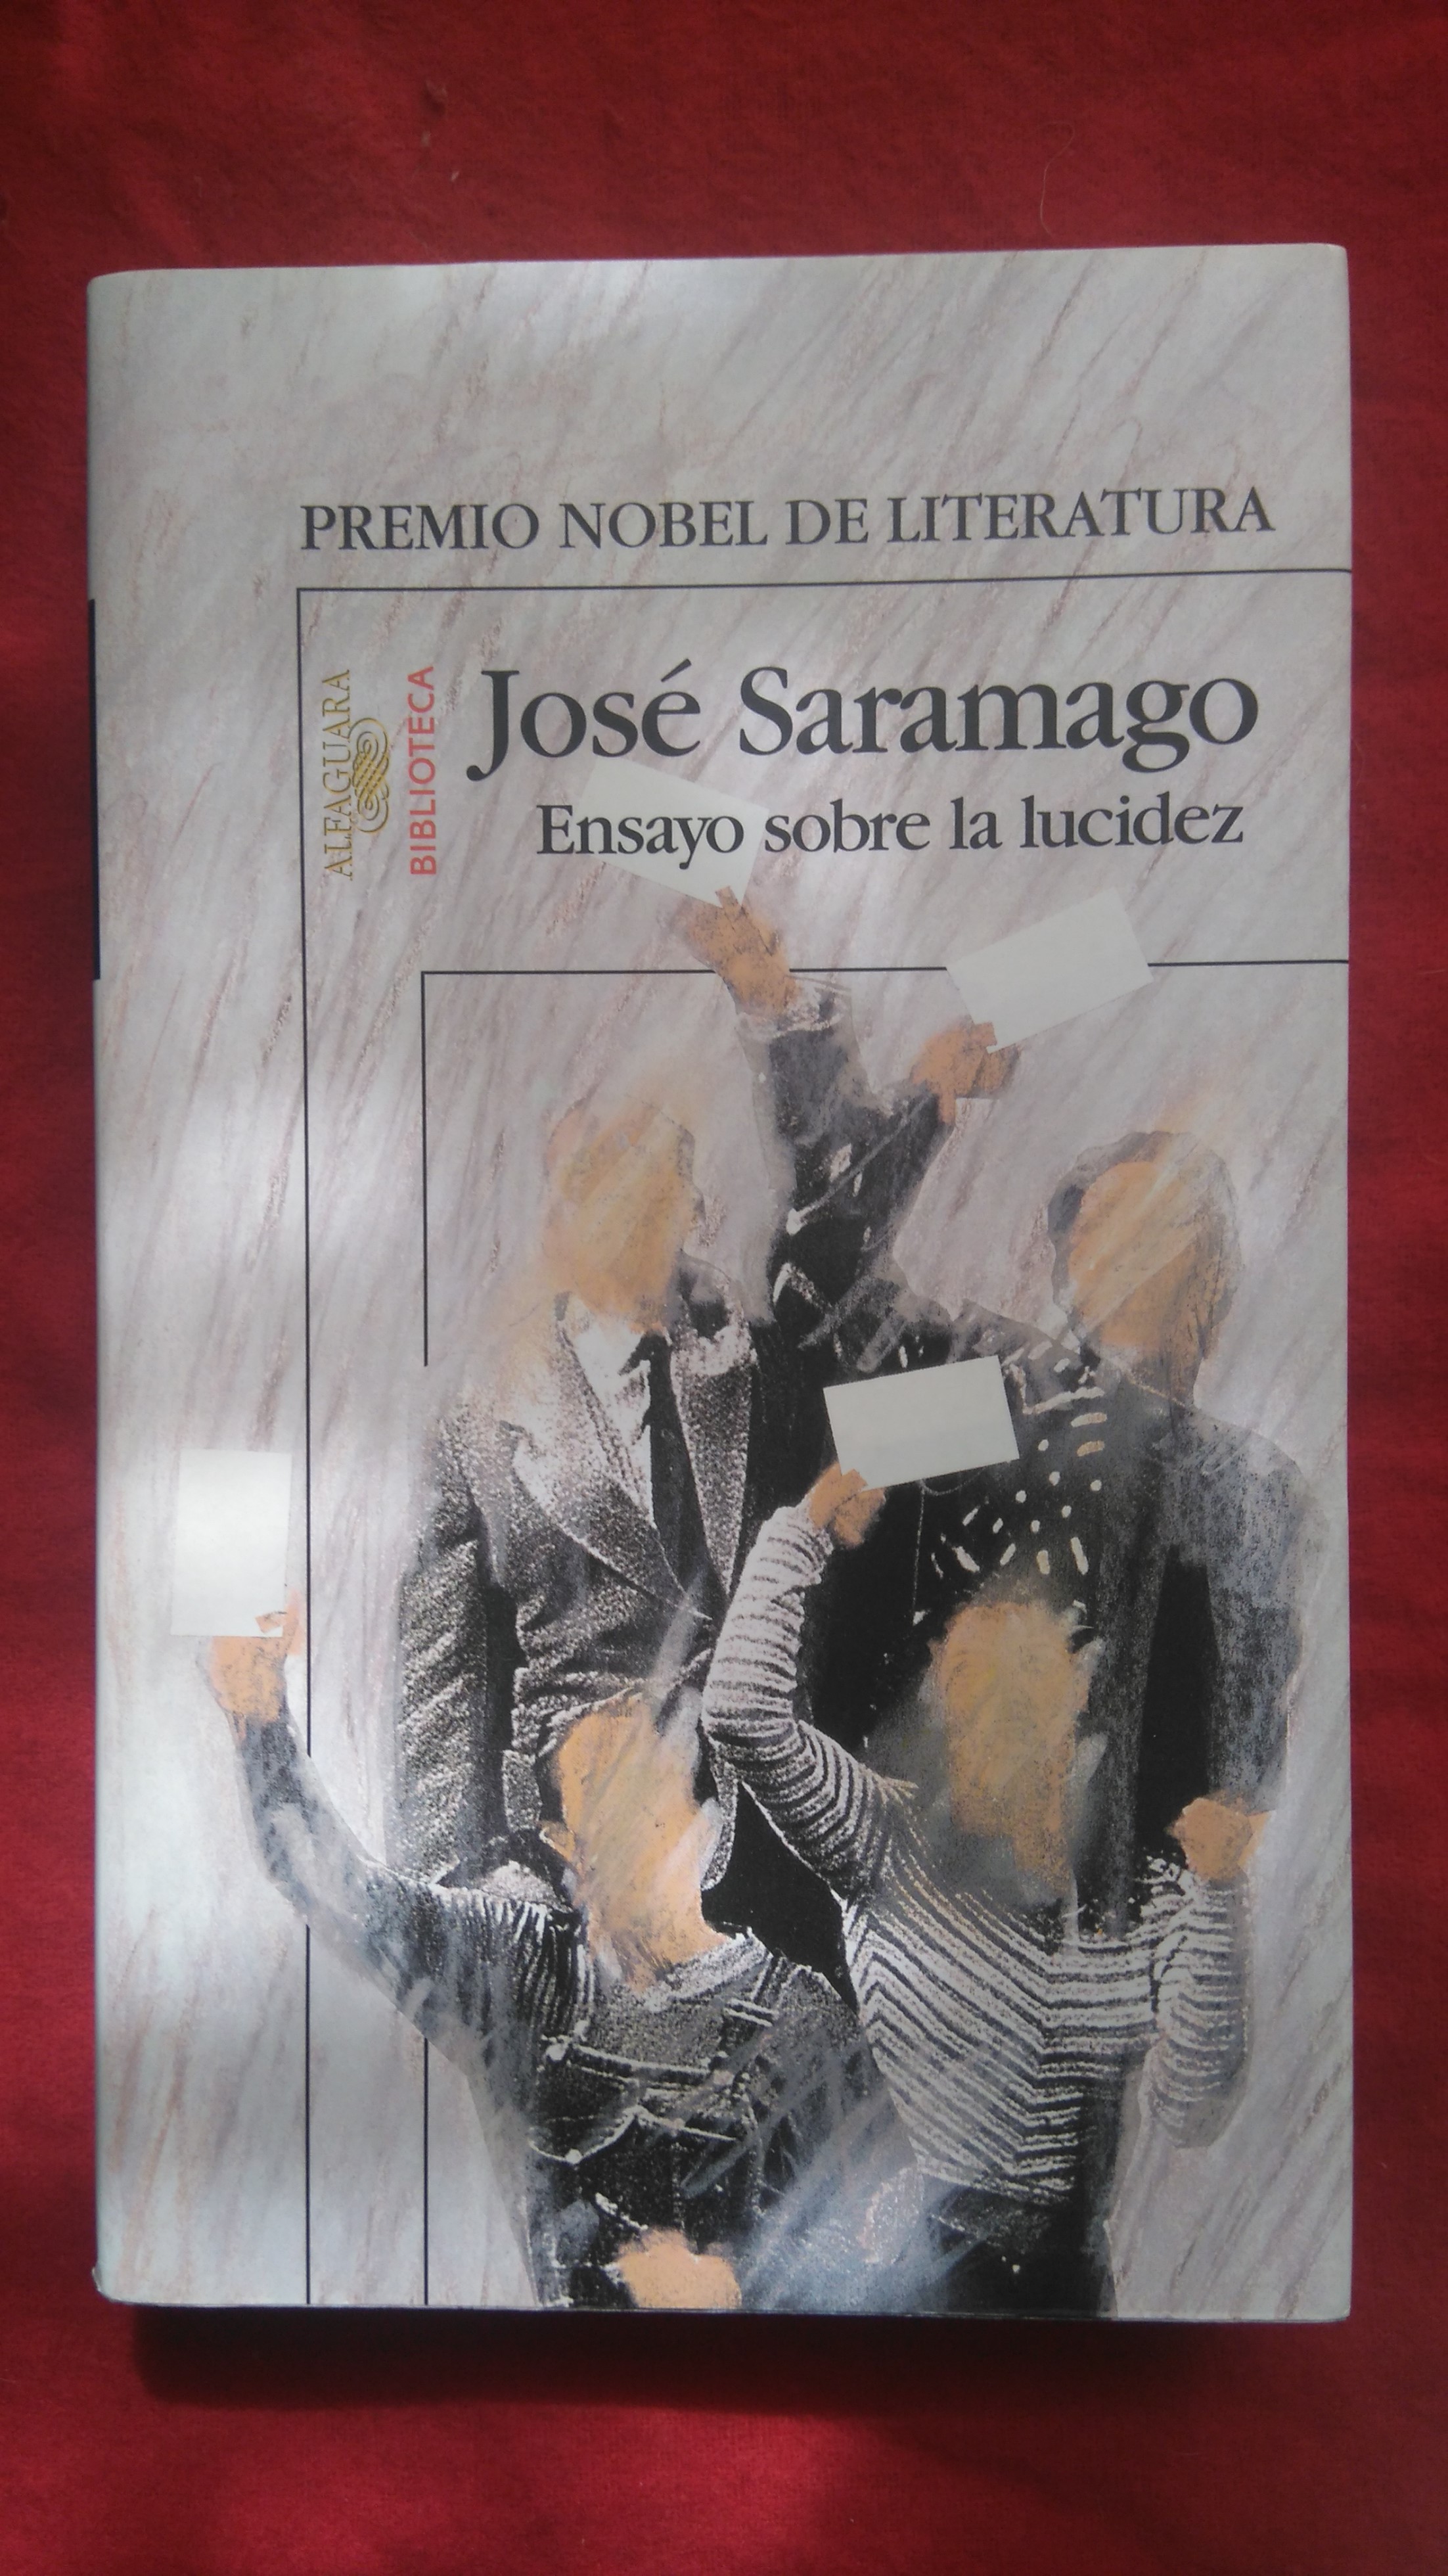 PREMIO NOBEL DE LITERATURA
ALFAGUARA
BIBLIOTECA
José Saramago
Ensayo sobre la lucidez